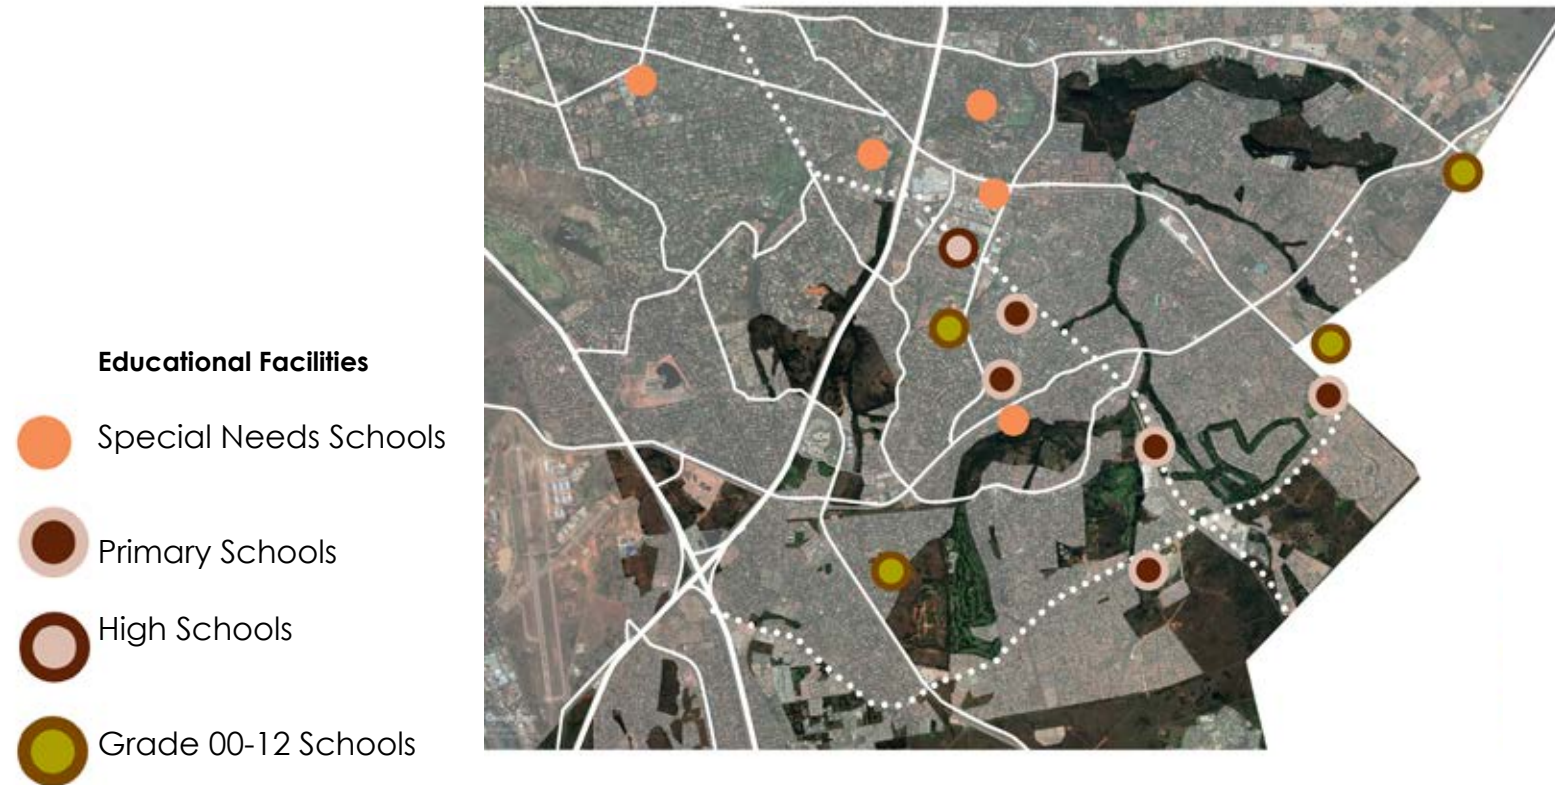 Educational Facilities
Special Needs Schools
Primary Schools
High Schools
Grade 00-12 Schools